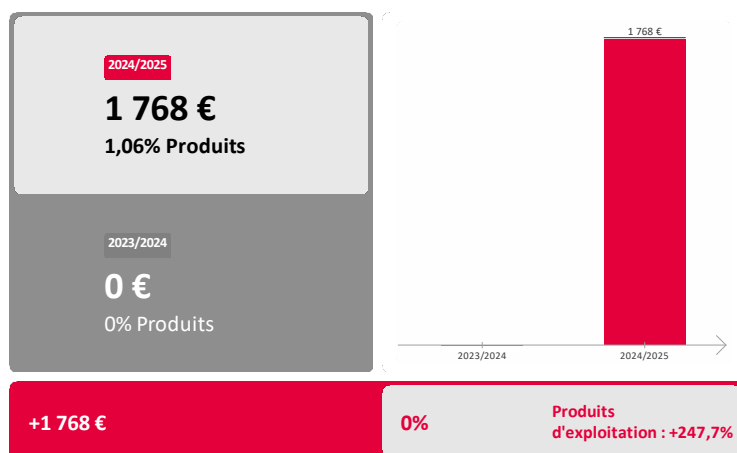 2024/2025
1 768 €
1,06% Produits
2023/2024
0 €
0% Produits
1 768 €
2023/2024
2024/2025
+1 768 €
0%
Produits
d'exploitation : +247,7%